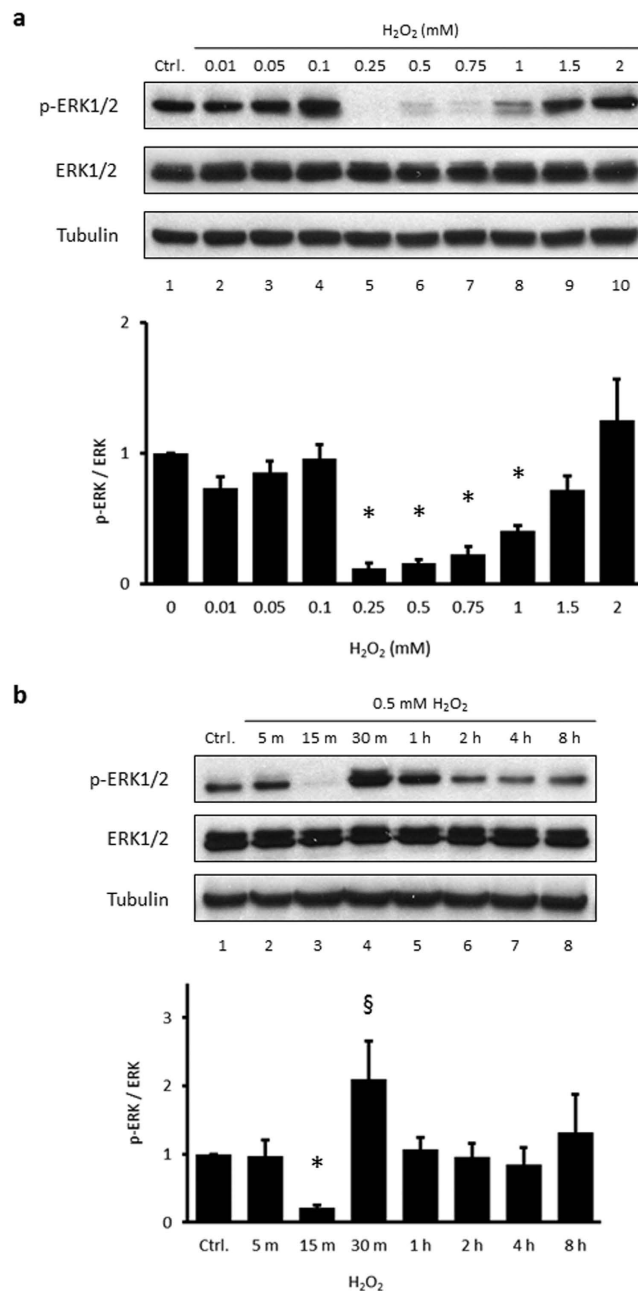 a
H₂O₂ (mM)
Ctrl. 0.01 0.05 0.1 0.25 0.5 0.75 1 1.5 2
p-ERK1/2
ERK1/2
Tubulin
1 2 3 4 5 6 7 8 9 10
2
1
0
p-ERK / ERK
* * * *
0 0.01 0.05 0.1 0.25 0.5 0.75 1 1.5 2
H₂O₂ (mM)
b
0.5 mM H₂O₂
Ctrl. 5 m 15 m 30 m 1 h 2 h 4 h 8 h
p-ERK1/2
ERK1/2
Tubulin
1 2 3 4 5 6 7 8
3
2
1
0
p-ERK / ERK
* §
Ctrl. 5 m 15 m 30 m 1 h 2 h 4 h 8 h
H₂O₂